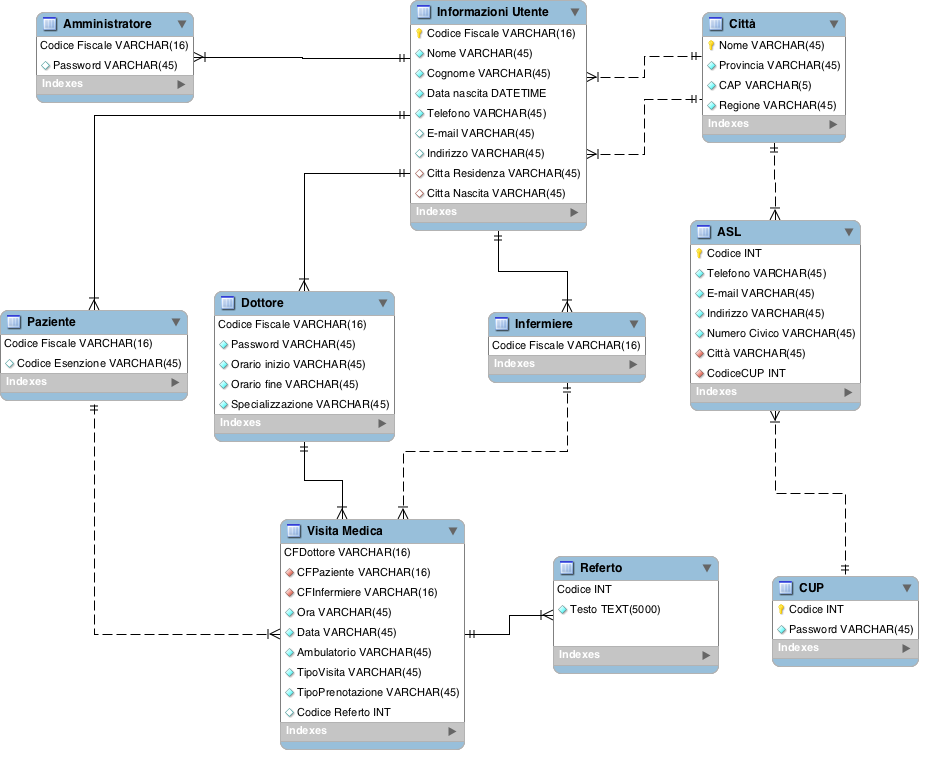 Amministratore
Codice Fiscale VARCHAR(16)
Password VARCHAR(45)
Indexes
Informazioni Utente
Codice Fiscale VARCHAR(16)
Nome VARCHAR(45)
Cognome VARCHAR(45)
Data nascita DATETIME
Telefono VARCHAR(45)
E-mail VARCHAR(45)
Indirizzo VARCHAR(45)
Citta Residenza VARCHAR(45)
Citta Nascita VARCHAR(45)
Indexes
Città
Nome VARCHAR(45)
Provincia VARCHAR(45)
CAP VARCHAR(5)
Regione VARCHAR(45)
Indexes
ASL
Codice INT
Telefono VARCHAR(45)
E-mail VARCHAR(45)
Indirizzo VARCHAR(45)
Numero Civico VARCHAR(45)
Città VARCHAR(45)
CodiceCUP INT
Indexes
Paziente
Codice Fiscale VARCHAR(16)
Codice Esenzione VARCHAR(45)
Indexes
Dottore
Codice Fiscale VARCHAR(16)
Password VARCHAR(45)
Orario inizio VARCHAR(45)
Orario fine VARCHAR(45)
Specializzazione VARCHAR(45)
Indexes
Infermiere
Codice Fiscale VARCHAR(16)
Indexes
Visita Medica
CFDottore VARCHAR(16)
CFPaziente VARCHAR(16)
CFInfermiere VARCHAR(16)
Ora VARCHAR(45)
Data VARCHAR(45)
Ambulatorio VARCHAR(45)
TipoVisita VARCHAR(45)
TipoPrenotazione VARCHAR(45)
Codice Referto INT
Indexes
Referto
Codice INT
Testo TEXT(5000)
Indexes
CUP
Codice INT
Password VARCHAR(45)
Indexes